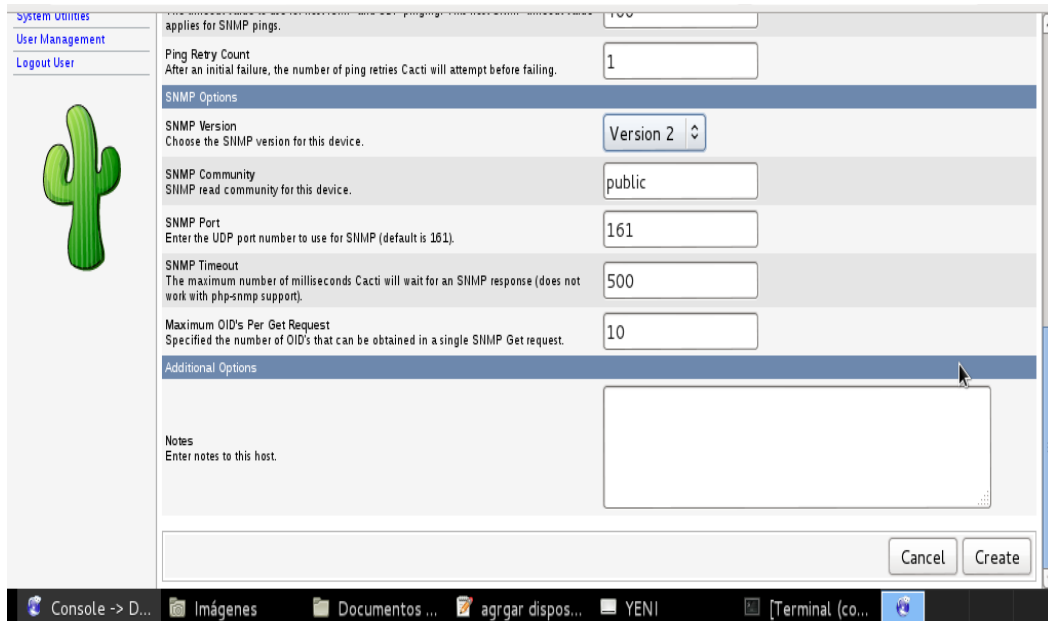 System Utilities
User Management
Logout User
applies for SNMP pings.
Ping Retry Count
After an initial failure, the number of ping retries Cacti will attempt before failing.
1
SNMP Options
SNMP Version
Choose the SNMP version for this device.
Version 2
SNMP Community
SNMP read community for this device.
public
SNMP Port
Enter the UDP port number to use for SNMP (default is 161).
161
SNMP Timeout
The maximum number of milliseconds Cacti will wait for an SNMP response (does not
work with php-snmp support).
500
Maximum OID's Per Get Request
Specified the number of OID's that can be obtained in a single SNMP Get request.
10
Additional Options
Notes
Enter notes to this host.
Cancel
Create
Console -> D...
Imágenes
Documentos ...
agrgar dispos...
YENI
[Terminal (co...